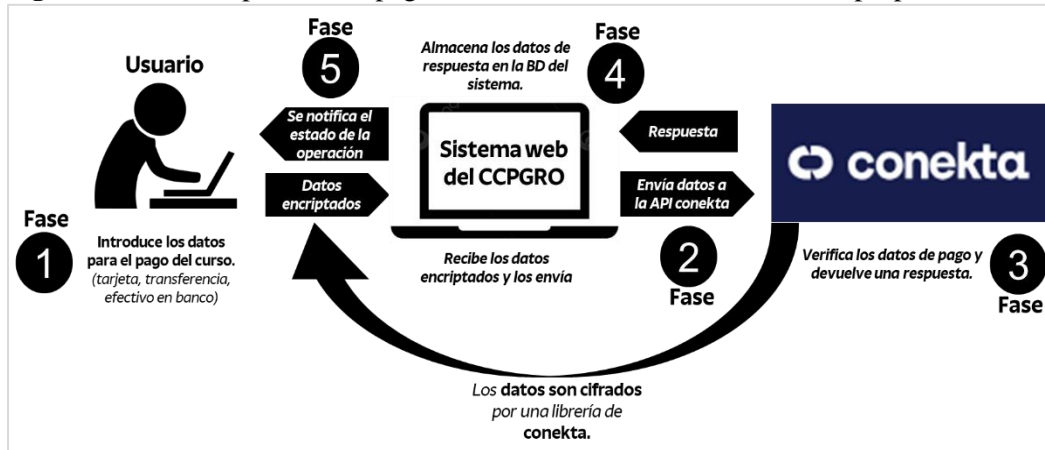 Usuario
Fase
1
Introduce los datos
para el pago del curso.
(tarjeta, transferencia,
efectivo en banco)
Fase
5
Se notifica el
estado de la
operación
Datos
encriptados
Almacena los datos de
respuesta en la BD del
sistema.
Sistema web
del CCPGRO
Recibe los datos
encriptados y los envía
Fase
4
Respuesta
Envía datos a
la API conekta
2
Fase
conekta
Verifica los datos de pago y
devuelve una respuesta.
3
Fase
Los datos son cifrados
por una librería de
conekta.